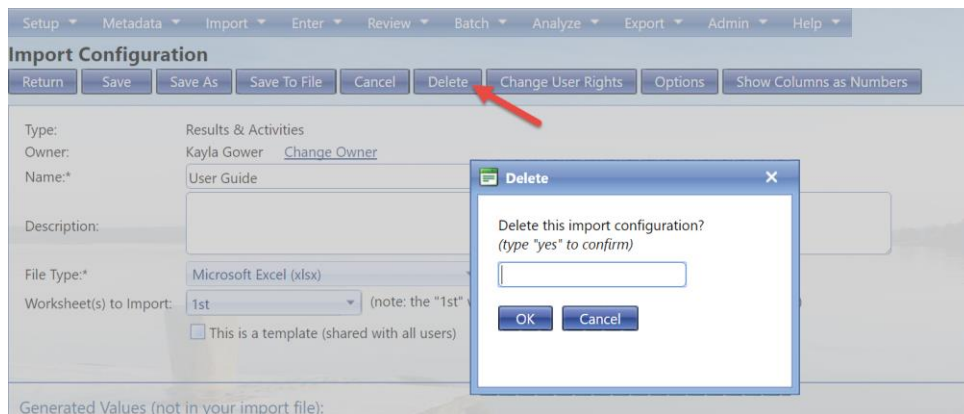 Setup Metadata Import Enter Review Batch Analyze Export Admin Help
Import Configuration
Return Save Save As Save To File Cancel Delete Change User Rights Options Show Columns as Numbers
Type: Results & Activities
Owner: Kayla Gower Change Owner
Name:* User Guide
Description:
File Type:* Microsoft Excel (xlsx)
Worksheet(s) to Import: 1st (note: the "1st"
This is a template (shared with all users)
Generated Values (not in your import file):
Delete
Delete this import configuration?
(type "yes" to confirm)
OK Cancel